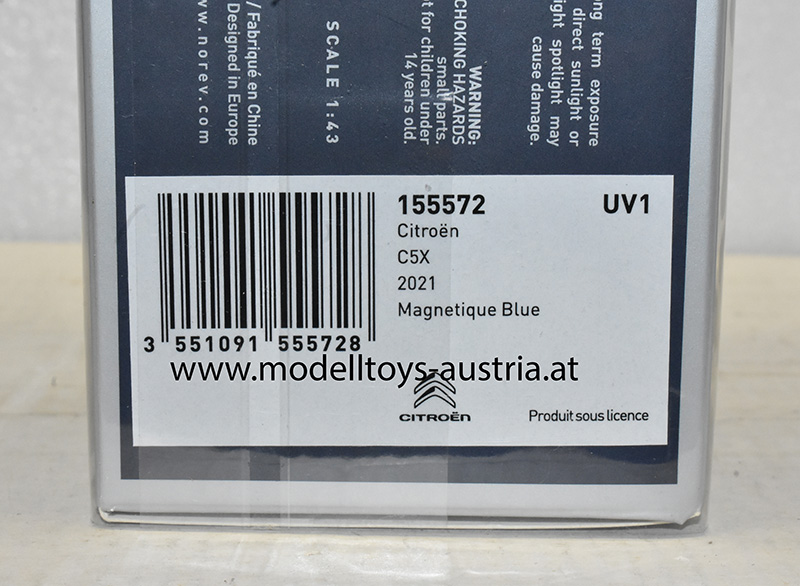 / Fabriqué en Chine
Designed in Europe
www.norev.com
SCALE 1:43
WARNING:
CHOKING HAZARDS
small parts.
for children under
14 years old.
term exposure
direct sunlight or
light spotlight may
cause damage.
155572 UV1
Citroën
C5X
2021
Magnetique Blue
3 551091 555728
www.modelltoys-austria.at
CITROËN
Produit sous licence